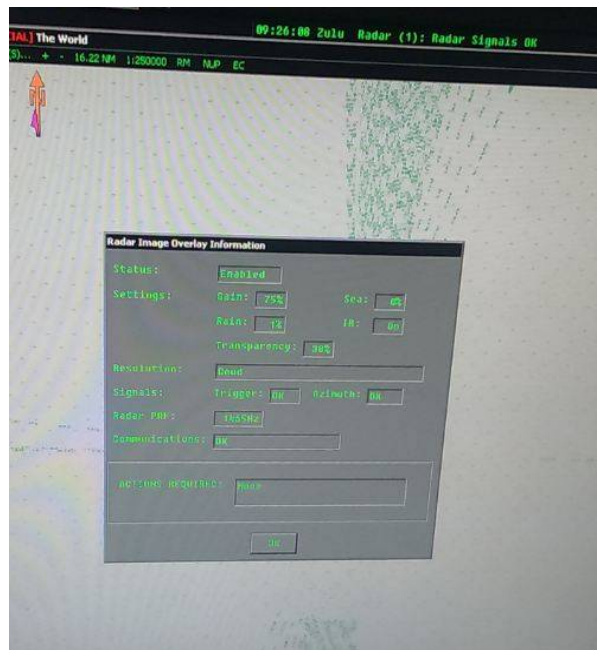 09:26:08 Zulu Radar (1): Radar Signals OK
IAL] The World
+ - 16.22 NM 1:250000 RM NUP EC
Radar Image Overlay Information
Status: Enabled
Settings: Gain: 75% Sea: 0%
Rain: 1% IR: On
Transparency: 30%
Resolution: Good
Signals: Trigger: OK Azimuth: OK
Radar PRF:
Communications: OK
ACTIONS REQUIRED: None
OK